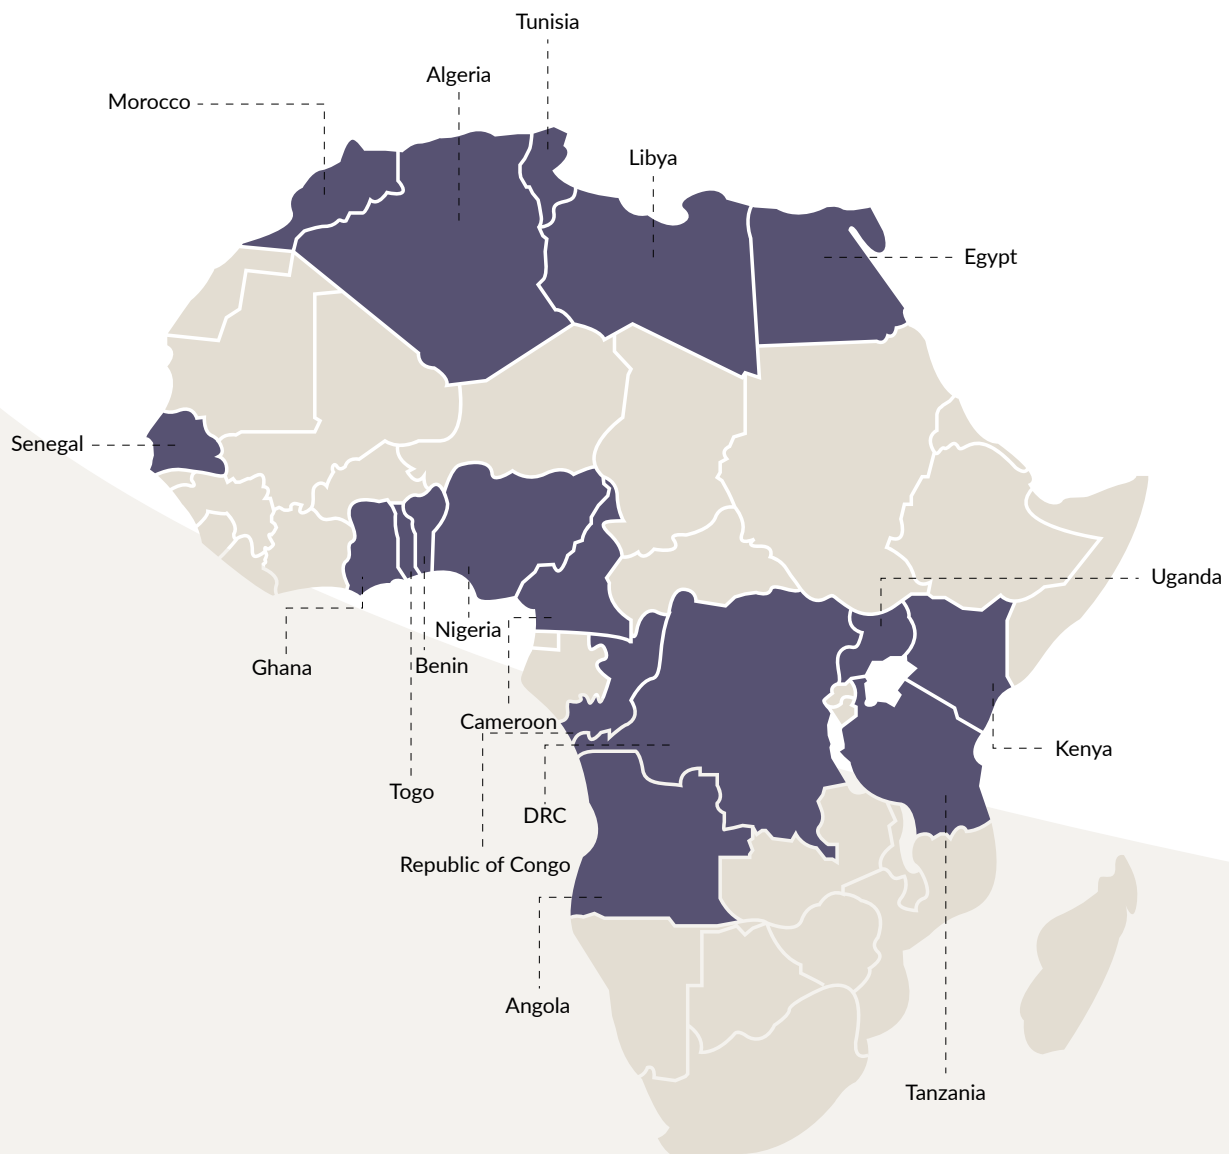 Tunisia
Algeria
Morocco
Libya
Egypt
Senegal
Uganda
Nigeria
Ghana
Benin
Cameroon
Kenya
Togo
DRC
Republic of Congo
Angola
Tanzania